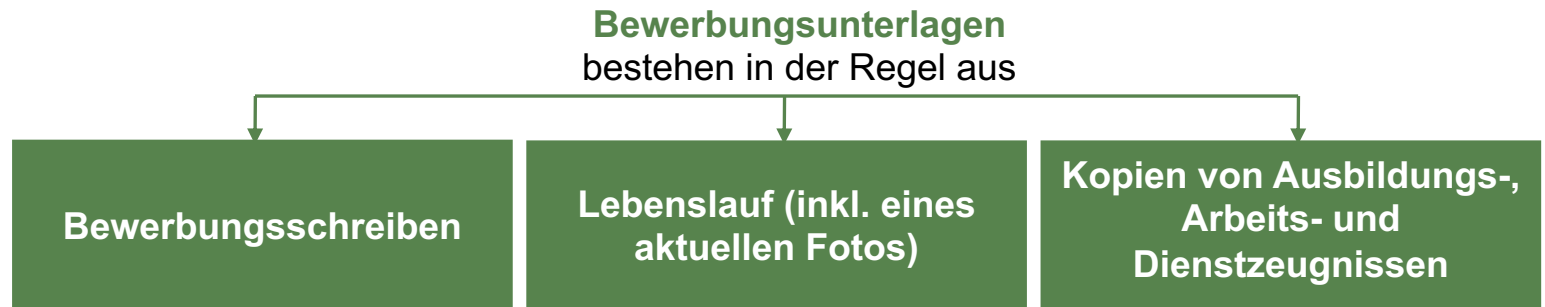 Bewerbungsunterlagen
bestehen in der Regel aus
Bewerbungsschreiben
Lebenslauf (inkl. eines
aktuellen Fotos)
Kopien von Ausbildungs-,
Arbeits- und
Dienstzeugnissen